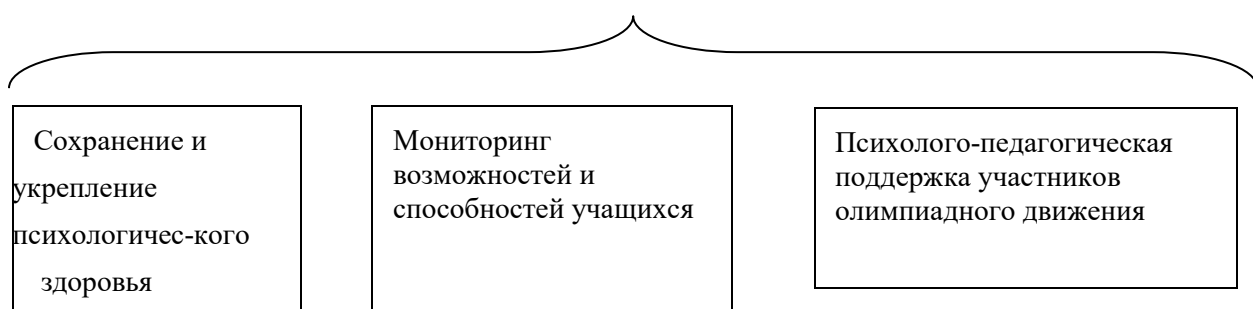 Сохранение и
укрепление
психологичес-кого
здоровья
Мониторинг
возможностей и
способностей учащихся
Психолого-педагогическая
поддержка участников
олимпиадного движения